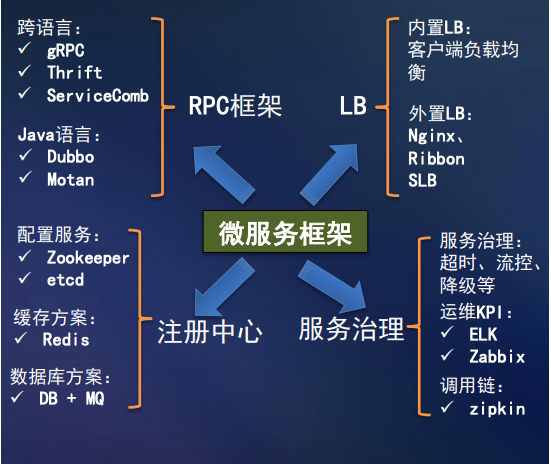 跨语言：
✓ gRPC
✓ Thrift
✓ ServiceComb
Java语言：
✓ Dubbo
✓ Motan
RPC框架
LB
内置LB：
客户端负载均
衡
外置LB：
Nginx、
Ribbon
SLB
微服务框架
配置服务：
✓ Zookeeper
✓ etcd
缓存方案：
✓ Redis
数据库方案：
✓ DB + MQ
注册中心
服务治理
服务治理：
超时、流控、
降级等
运维KPI：
✓ ELK
✓ Zabbix
调用链：
✓ zipkin